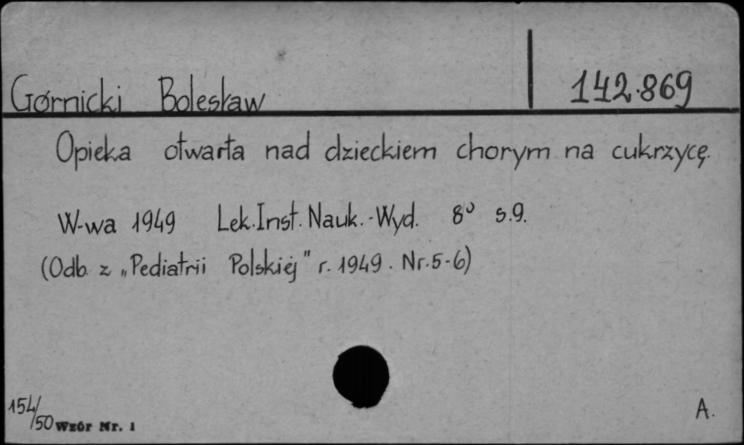 Górnicki Bolesław 142.869
Opieka otwarta nad dzieckiem chorym na cukrzycę.
W-wa 1949 Lek.Inst. Nauk.-Wyd. 8° s.9.
(Odb. z „Pediatrii Polskiej" r. 1949. Nr.5-6)
154/50 Wzór Nr. 1 A.